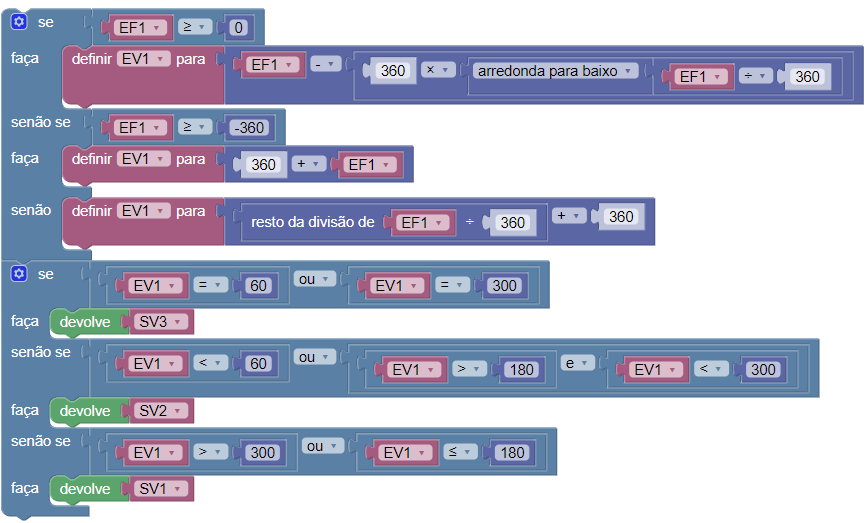 se EF1 ≥ 0
faça definir EV1 para EF1 - 360 × arredonda para baixo EF1 ÷ 360
senão se EF1 ≥ -360
faça definir EV1 para 360 + EF1
senão definir EV1 para resto da divisão de EF1 ÷ 360 + 360
se EV1 = 60 ou EV1 = 300
faça devolve SV3
senão se EV1 < 60 ou EV1 > 180 e EV1 < 300
faça devolve SV2
senão se EV1 > 300 ou EV1 ≤ 180
faça devolve SV1